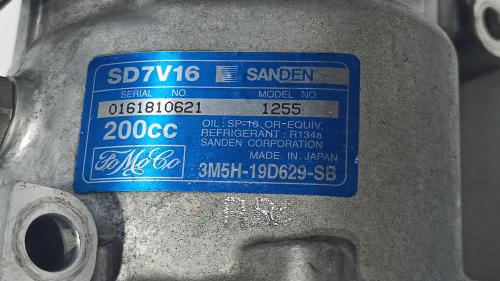 SD7V16 SANDEN
SERIAL NO. MODEL NO.
0161810621 1255
200cc OIL: SP-10 OR-EQUIV.
REFRIGERANT: R134a
SANDEN CORPORATION
FoMoCo MADE IN JAPAN
3M5H-19D629-SB